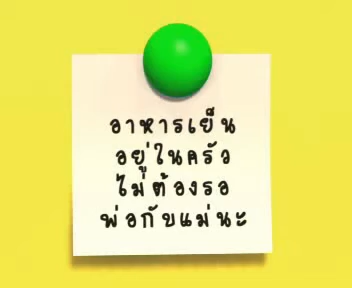 อาหารเย็น
อยู่ในครัว
ไม่ต้องรอ
พ่อกับแม่นะ